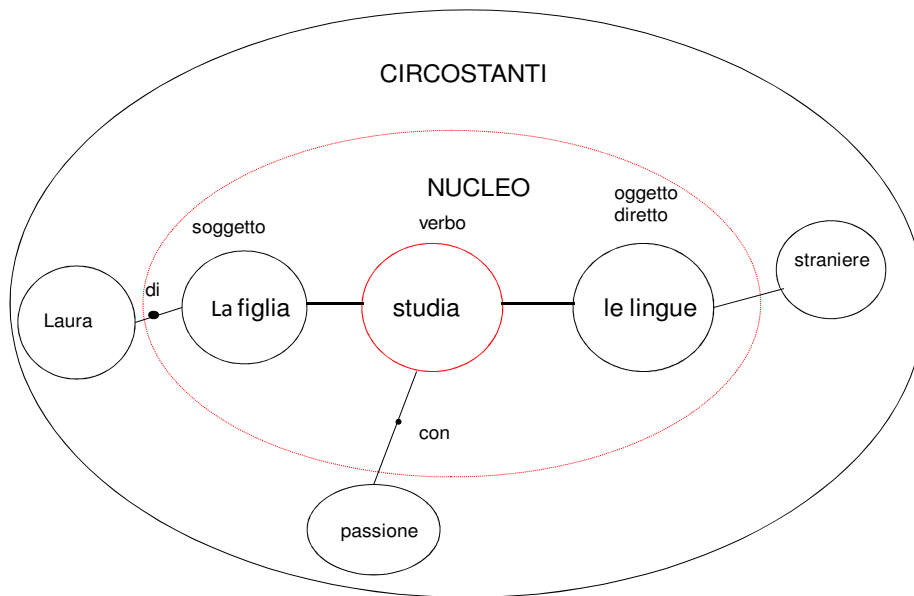 CIRCOSTANTI
NUCLEO
oggetto
diretto
soggetto
verbo
straniere
di
La figlia
studia
le lingue
Laura
con
passione